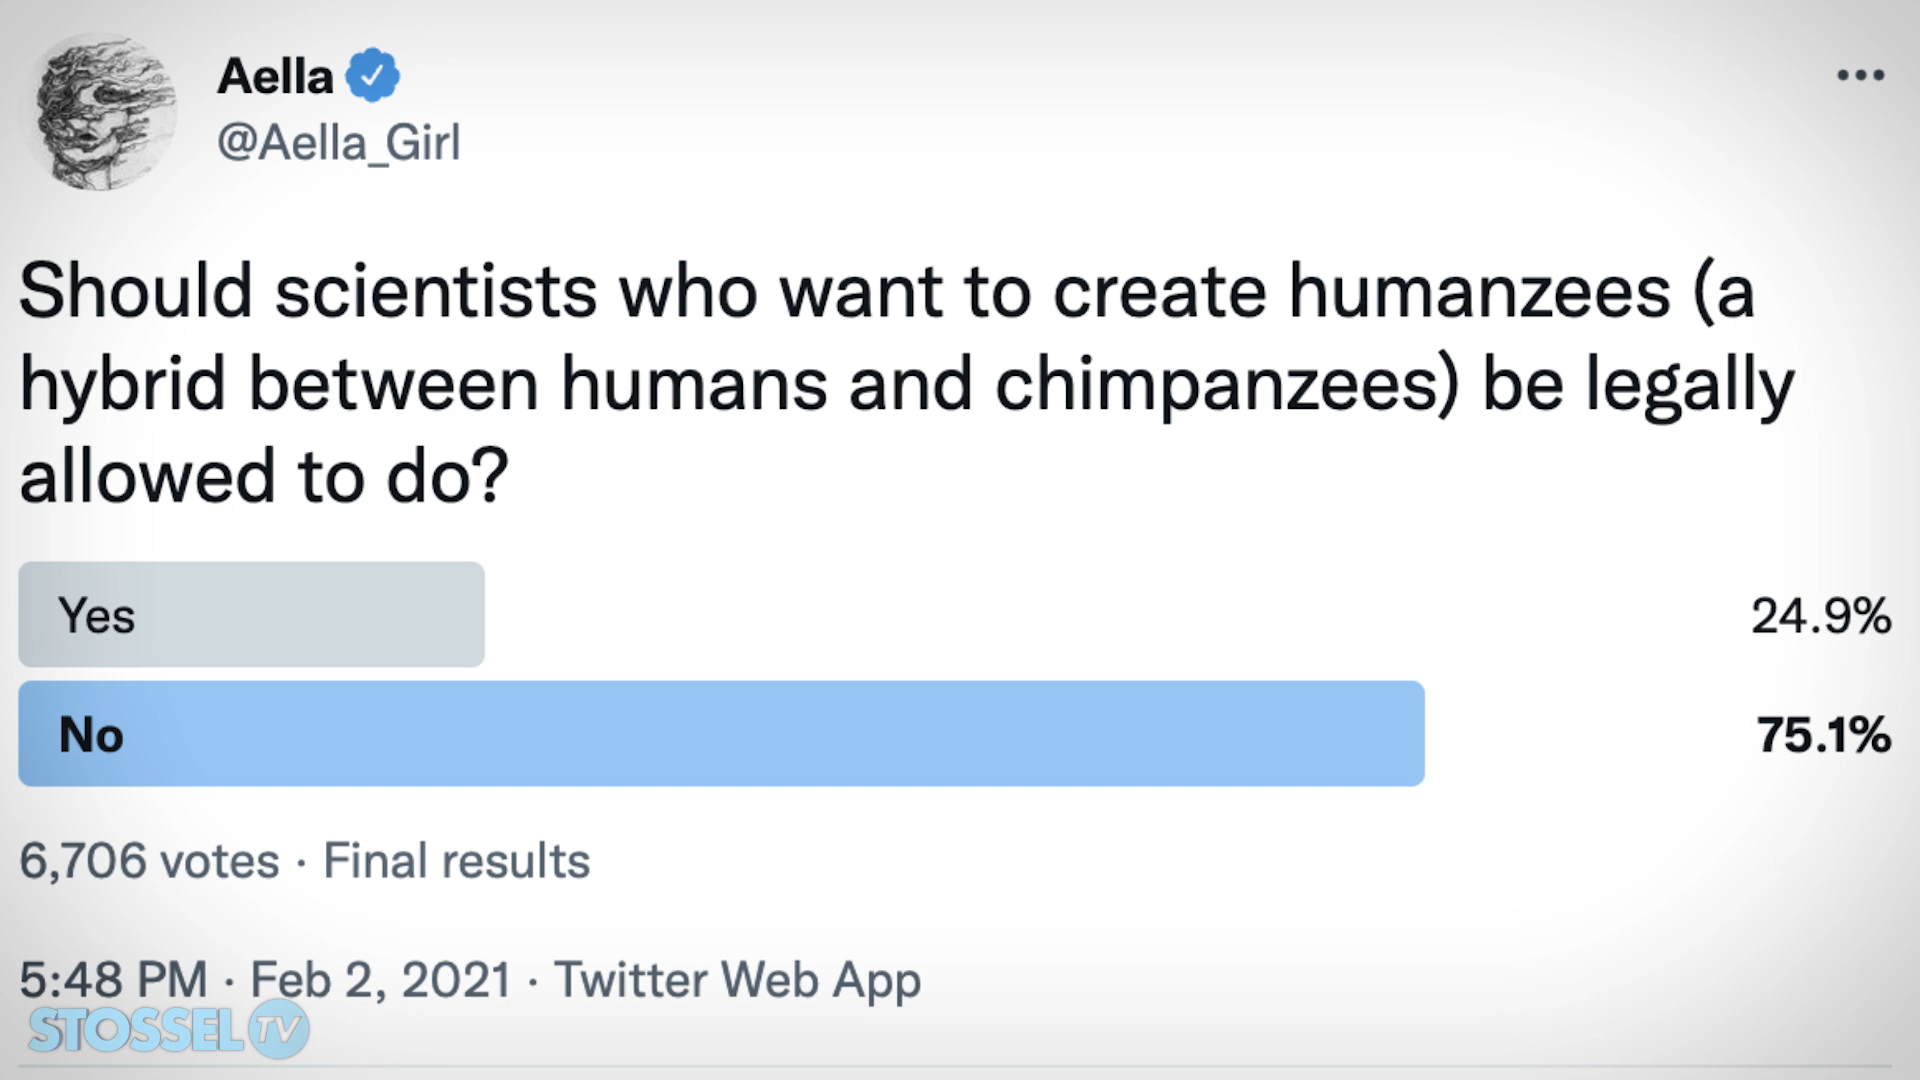 Aella
@Aella_Girl
Should scientists who want to create humanzees (a
hybrid between humans and chimpanzees) be legally
allowed to do?
Yes 24.9%
No 75.1%
6,706 votes · Final results
5:48 PM · Feb 2, 2021 · Twitter Web App
STOSSEL TV